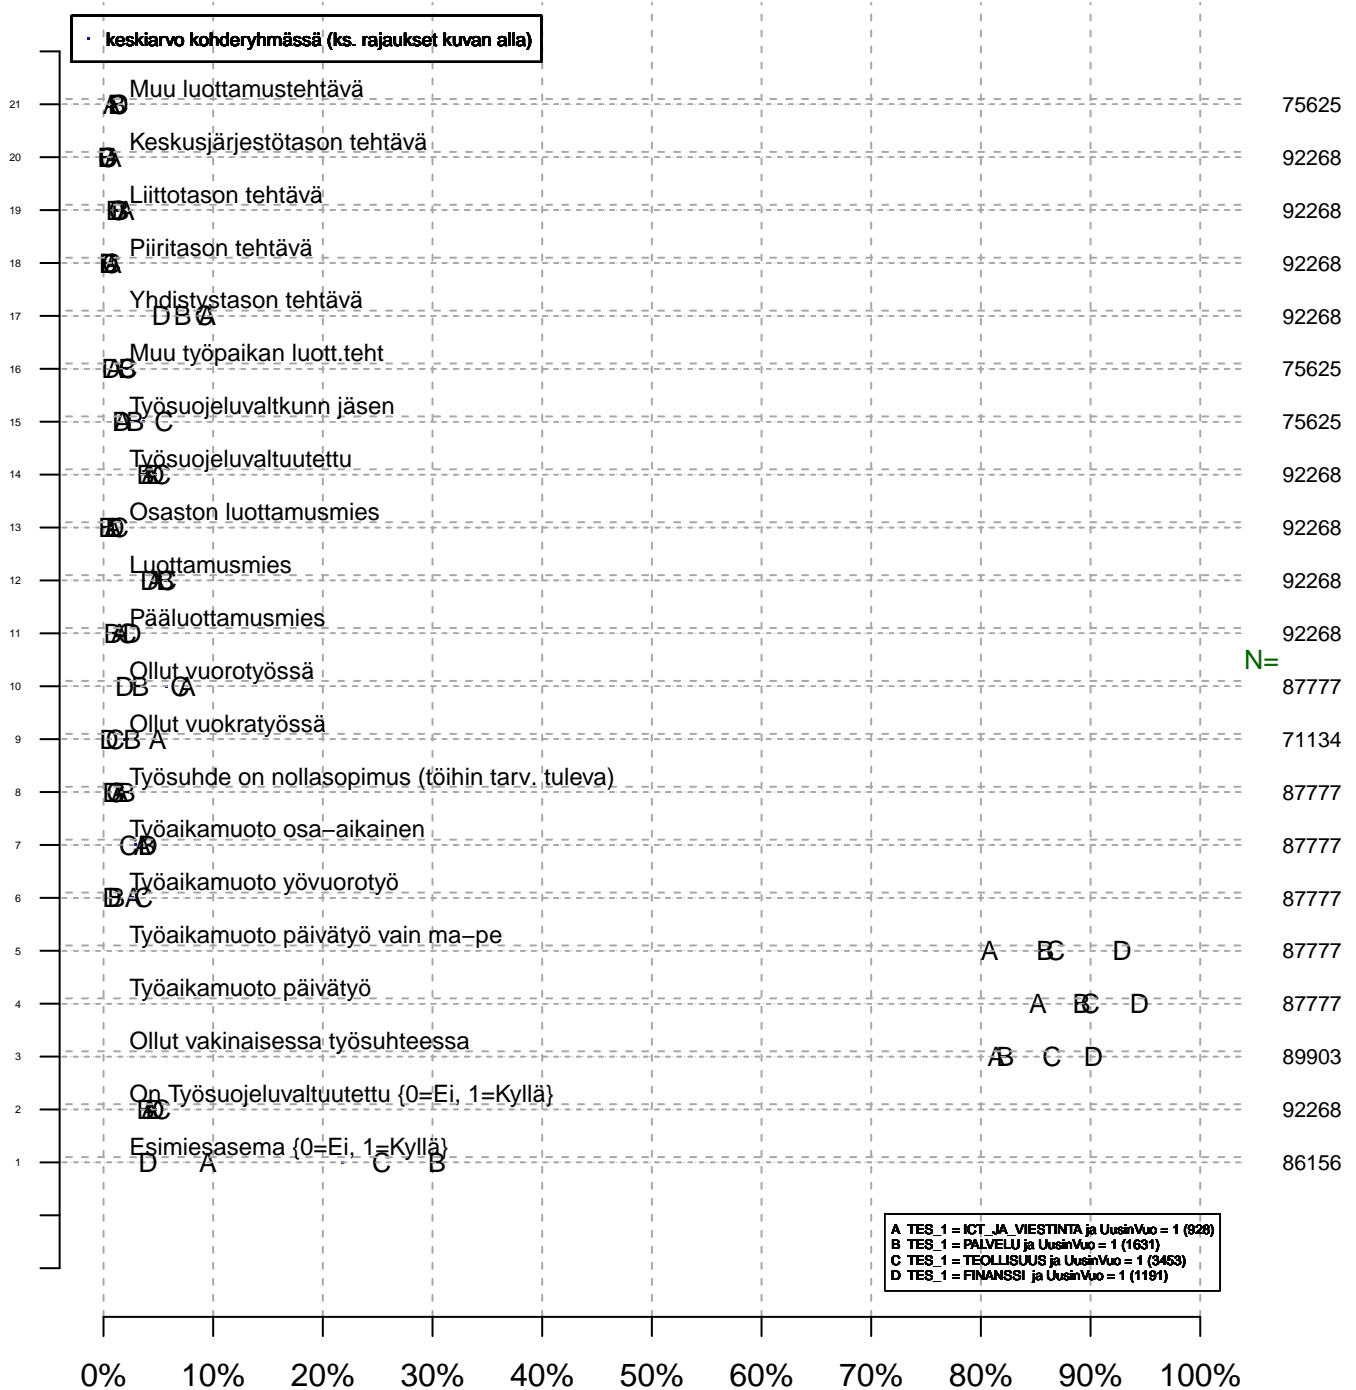 keskiarvo kohderyhmässä (ks. rajaukset kuvan alla)
21 Muu luottamustehtävä 75625
20 Keskusjärjestötason tehtävä 92268
19 Liittotason tehtävä 92268
18 Piiritason tehtävä 92268
17 Yhdistystason tehtävä D B C A 92268
16 Muu työpaikan luott.teht 75625
15 Työsuojeluvaltkunn jäsen B C 75625
14 Työsuojeluvaltuutettu 92268
13 Osaston luottamusmies 92268
12 Luottamusmies 92268
11 Pääluottamusmies 92268
N=
10 Ollut vuorotyössä D B C A 87777
9 Ollut vuokratyössä D C B A 71134
8 Työsuhde on nollasopimus (töihin tarv. tuleva) 87777
7 Työaikamuoto osa−aikainen 87777
6 Työaikamuoto yövuorotyö D B A C 87777
5 Työaikamuoto päivätyö vain ma−pe A B C D 87777
4 Työaikamuoto päivätyö A B C D 87777
3 Ollut vakinaisessa työsuhteessa A B C D 89903
2 On Työsuojeluvaltuutettu {0=Ei, 1=Kyllä} 92268
1 Esimiesasema {0=Ei, 1=Kyllä} D A C B 86156
A TES_1 = ICT_JA_VIESTINTA ja UusinVuo = 1 (928)
B TES_1 = PALVELU ja UusinVuo = 1 (1631)
C TES_1 = TEOLLISUUS ja UusinVuo = 1 (3453)
D TES_1 = FINANSSI ja UusinVuo = 1 (1191)
0% 10% 20% 30% 40% 50% 60% 70% 80% 90% 100%